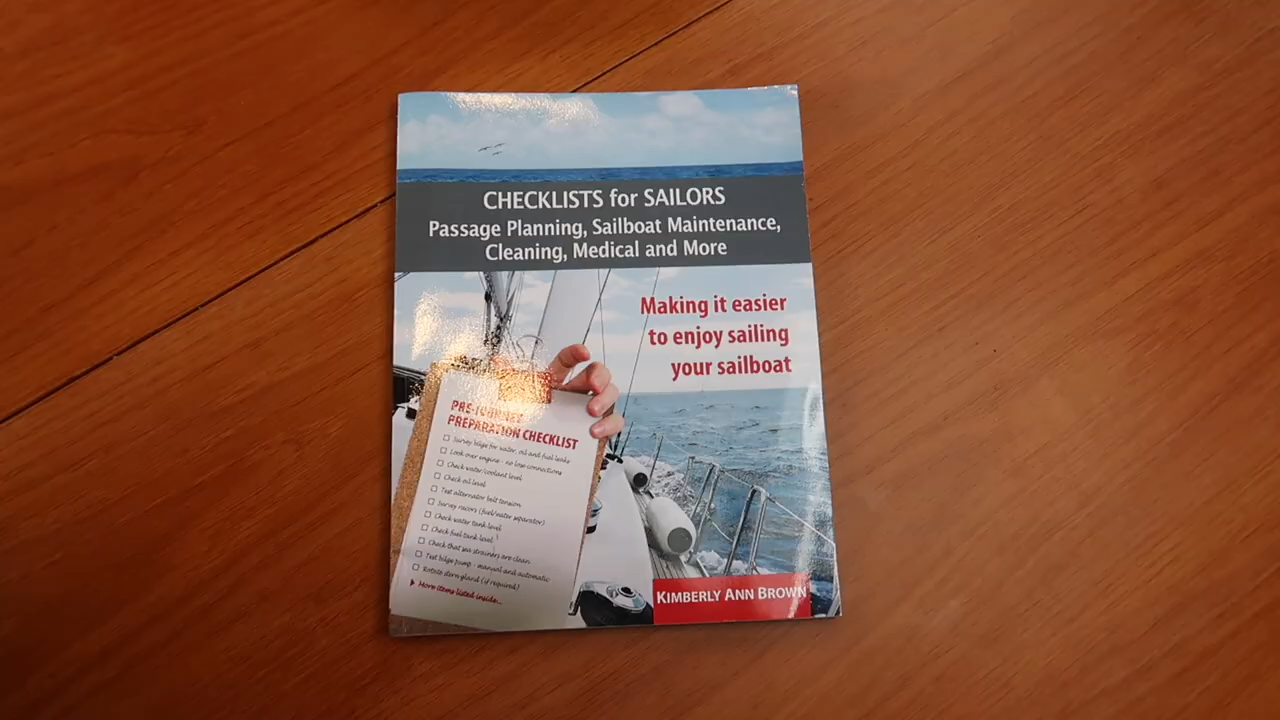 CHECKLISTS for SAILORS
Passage Planning, Sailboat Maintenance,
Cleaning, Medical and More
Making it easier
to enjoy sailing
your sailboat
PRE-JOURNEY
PREPARATION CHECKLIST
Survey bilge for water, oil and fuel leaks
Look over engine - no lose connections
Check water/coolant level
Check oil level
Test alternator belt tension
Survey racors (fuel/water separator)
Check water tank level
Check fuel tank level
Check that sea strainers are clean
Test bilge pump - manual and automatic
Rotate stern gland (if required)
More items listed inside...
KIMBERLY ANN BROWN